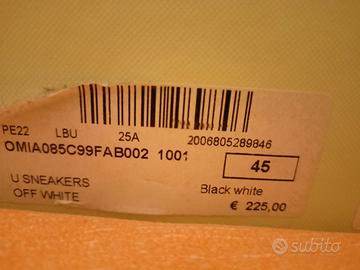 PE22 LBU 25A 2006805289846
OMIA085C99FAB002 1001
45
U SNEAKERS
OFF WHITE
Black white
€ 225,00
subito